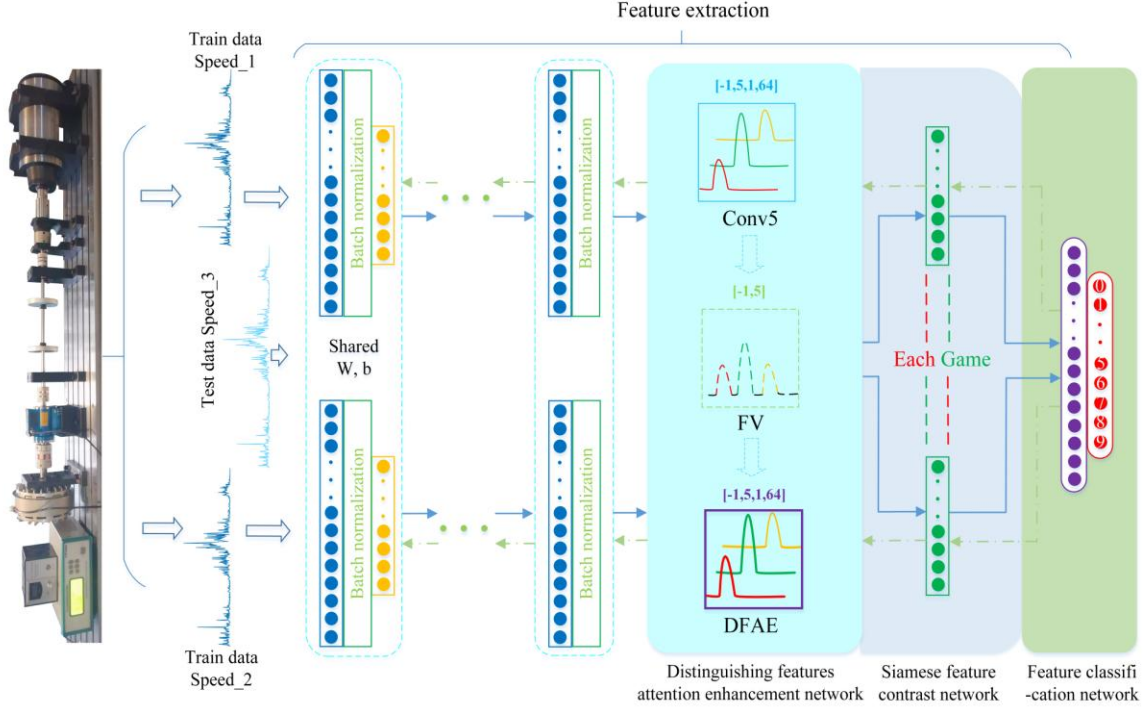 Feature extraction
Train data
Speed_1
Test data Speed_3
Train data
Speed_2
Batch normalization
Batch normalization
Shared
W, b
Batch normalization
Batch normalization
[-1,5,1,64]
Conv5
[-1,5]
FV
[-1,5,1,64]
DFAE
Each Game
0
1
5
6
7
8
9
Distinguishing features
attention enhancement network
Siamese feature
contrast network
Feature classifi
-cation network